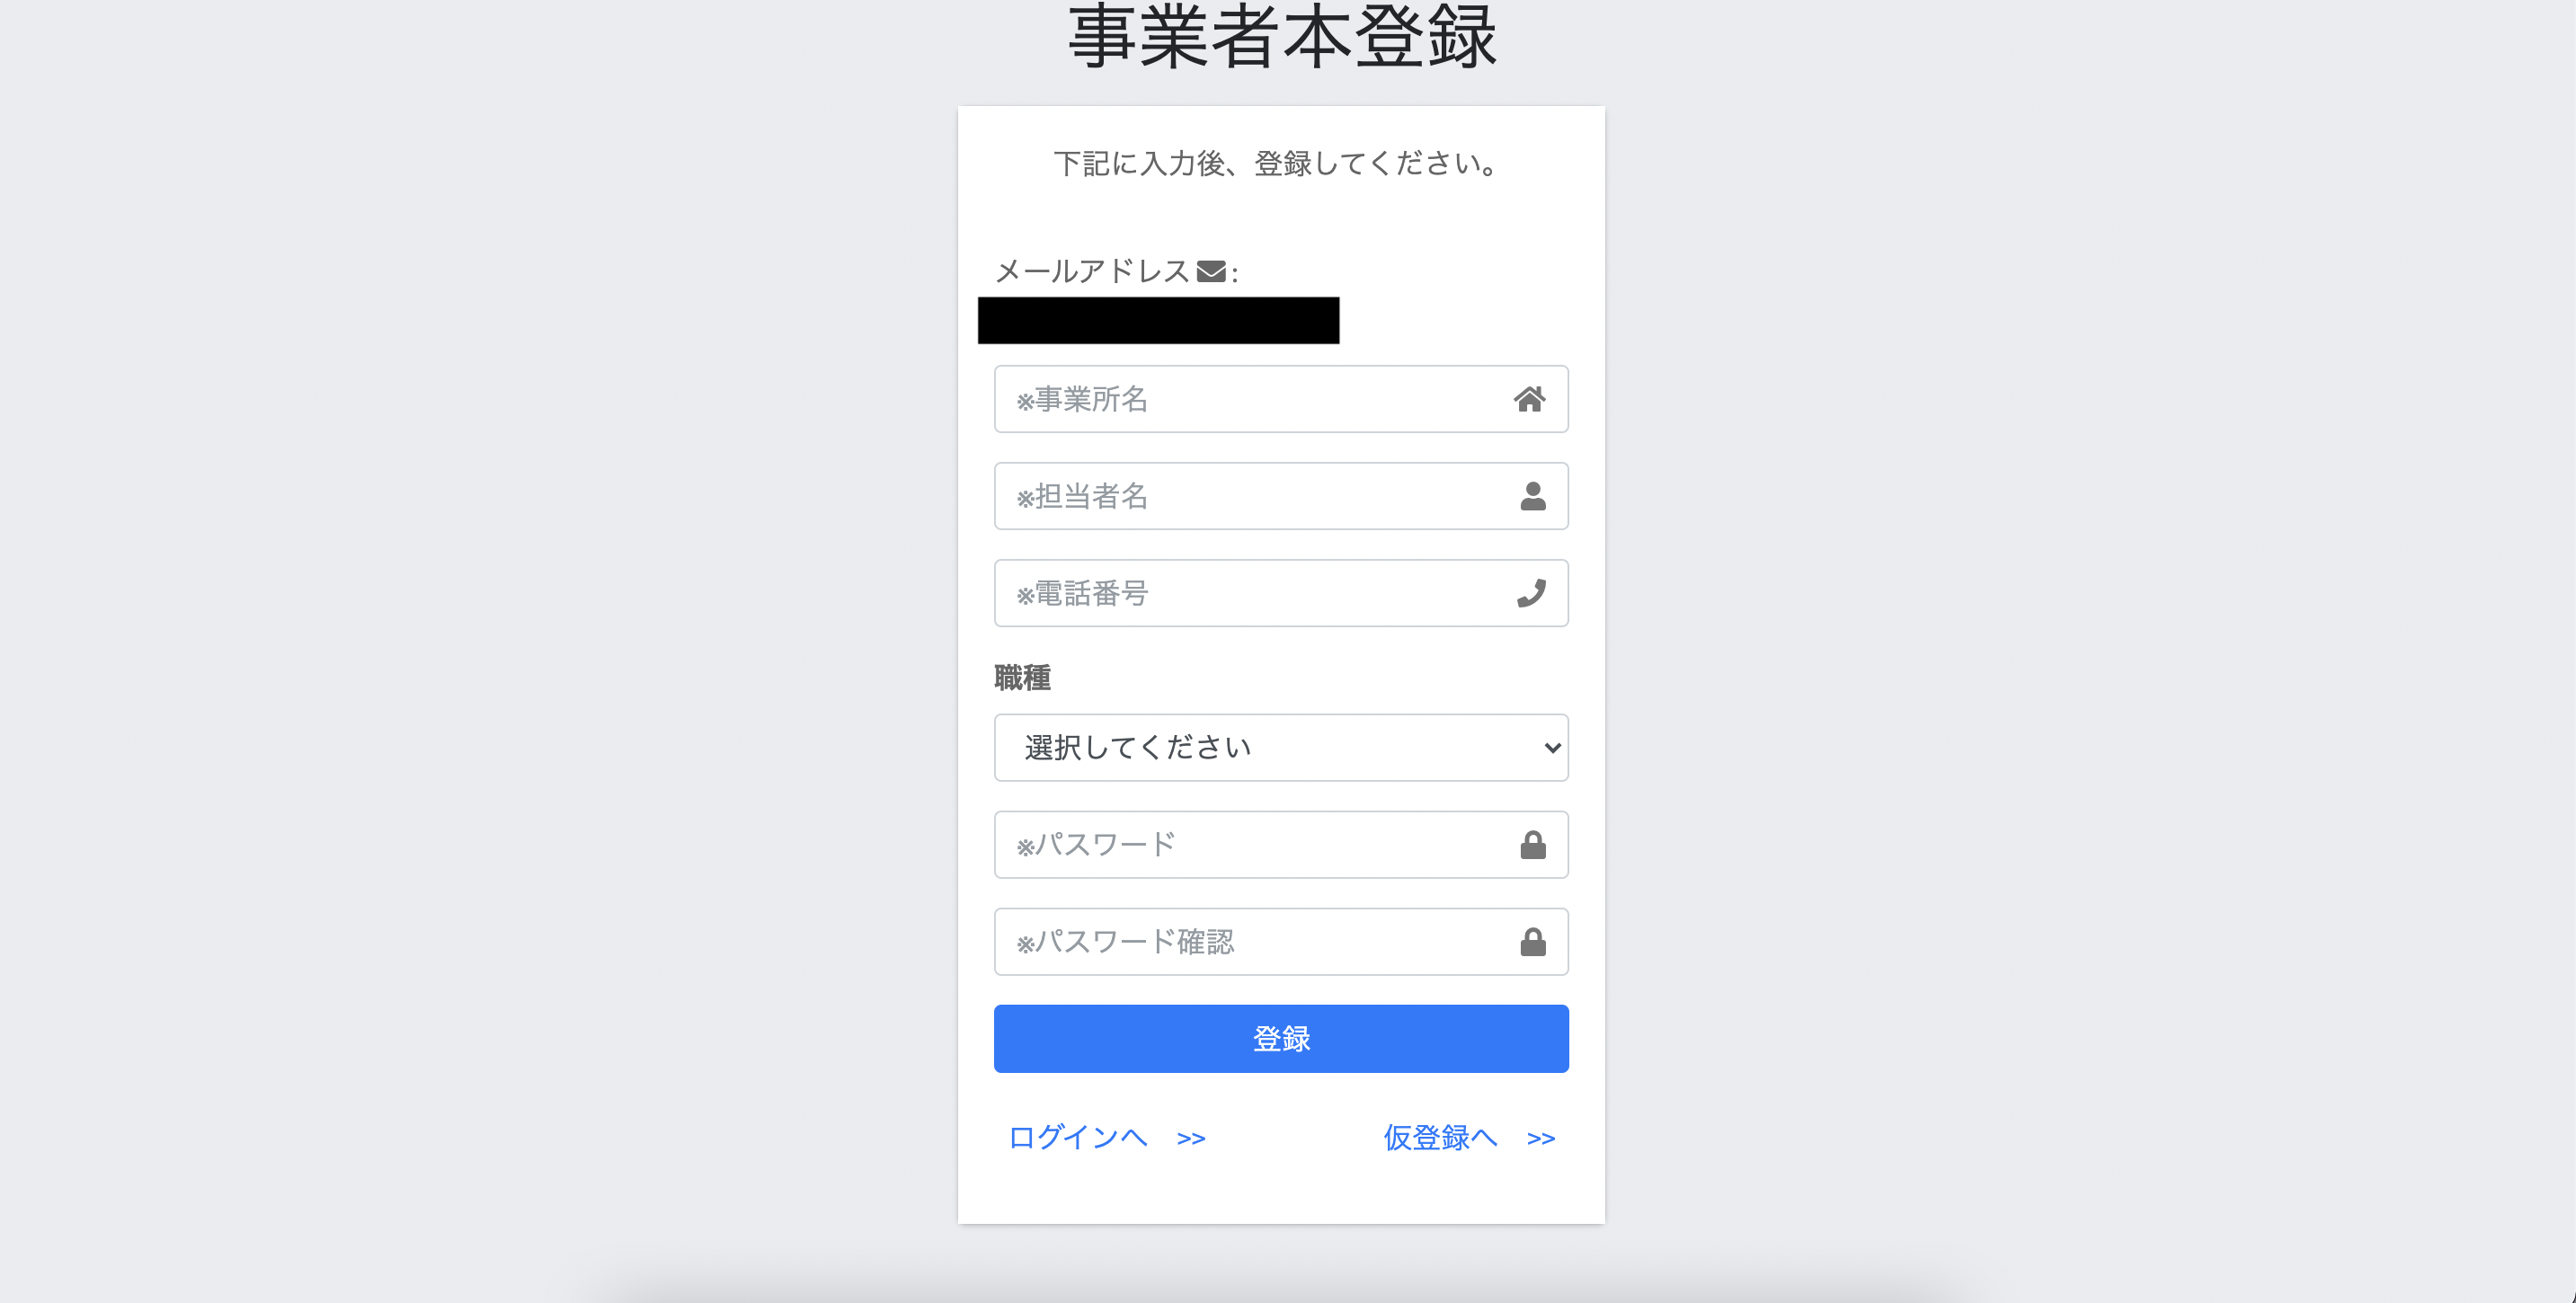 事業者本登録
下記に入力後、登録してください。
メールアドレス :
※事業所名
※担当者名
※電話番号
職種
選択してください
※パスワード
※パスワード確認
登録
ログインへ >>
仮登録へ >>